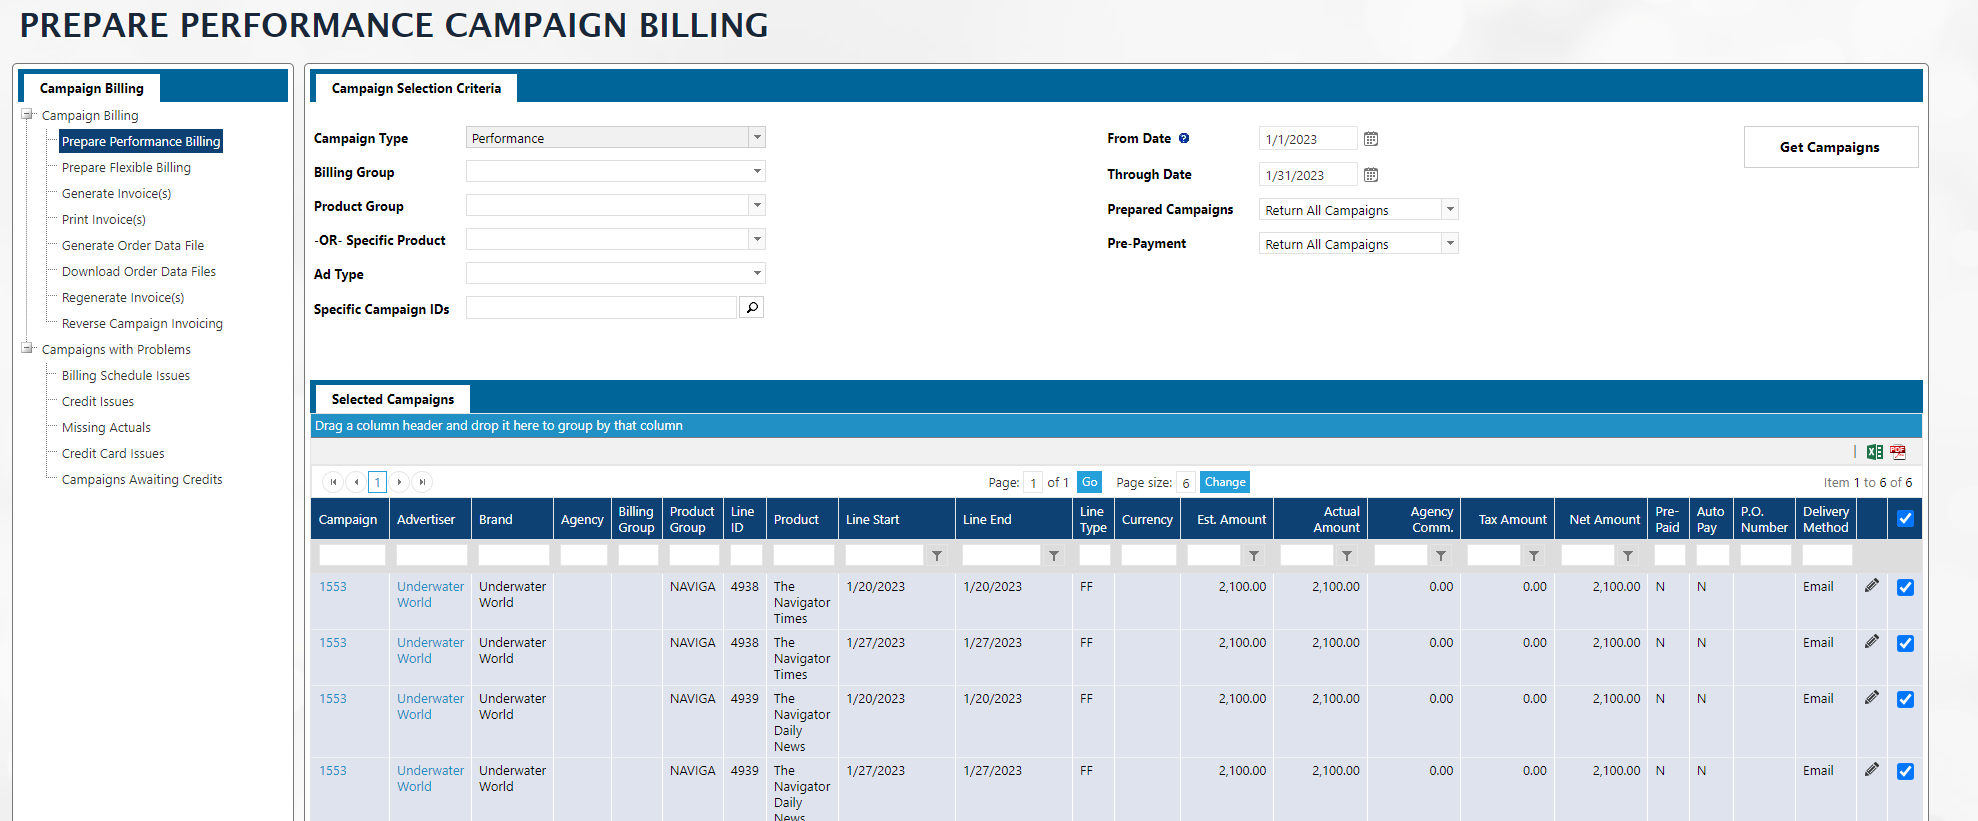 PREPARE PERFORMANCE CAMPAIGN BILLING
Campaign Billing
Campaign Billing
Prepare Performance Billing
Prepare Flexible Billing
Generate Invoice(s)
Print Invoice(s)
Generate Order Data File
Download Order Data Files
Regenerate Invoice(s)
Reverse Campaign Invoicing
Campaigns with Problems
Billing Schedule Issues
Credit Issues
Missing Actuals
Credit Card Issues
Campaigns Awaiting Credits
Campaign Selection Criteria
Campaign Type Performance
Billing Group
Product Group
-OR- Specific Product
Ad Type
Specific Campaign IDs
From Date ? 1/1/2023
Through Date 1/31/2023
Prepared Campaigns Return All Campaigns
Pre-Payment Return All Campaigns
Get Campaigns
Selected Campaigns
Drag a column header and drop it here to group by that column
PDF
1 Page: 1 of 1 Go Page size: 6 Change Item 1 to 6 of 6
Campaign Advertiser Brand Agency Billing Group Product Group Line ID Product Line Start Line End Line Type Currency Est. Amount Actual Amount Agency Comm. Tax Amount Net Amount Pre-Paid Auto Pay P.O. Number Delivery Method
1553 Underwater World Underwater World NAVIGA 4938 The Navigator Times 1/20/2023 1/20/2023 FF 2,100.00 2,100.00 0.00 0.00 2,100.00 N N Email
1553 Underwater World Underwater World NAVIGA 4938 The Navigator Times 1/27/2023 1/27/2023 FF 2,100.00 2,100.00 0.00 0.00 2,100.00 N N Email
1553 Underwater World Underwater World NAVIGA 4939 The Navigator Daily News 1/20/2023 1/20/2023 FF 2,100.00 2,100.00 0.00 0.00 2,100.00 N N Email
1553 Underwater World Underwater World NAVIGA 4939 The Navigator Daily News 1/27/2023 1/27/2023 FF 2,100.00 2,100.00 0.00 0.00 2,100.00 N N Email